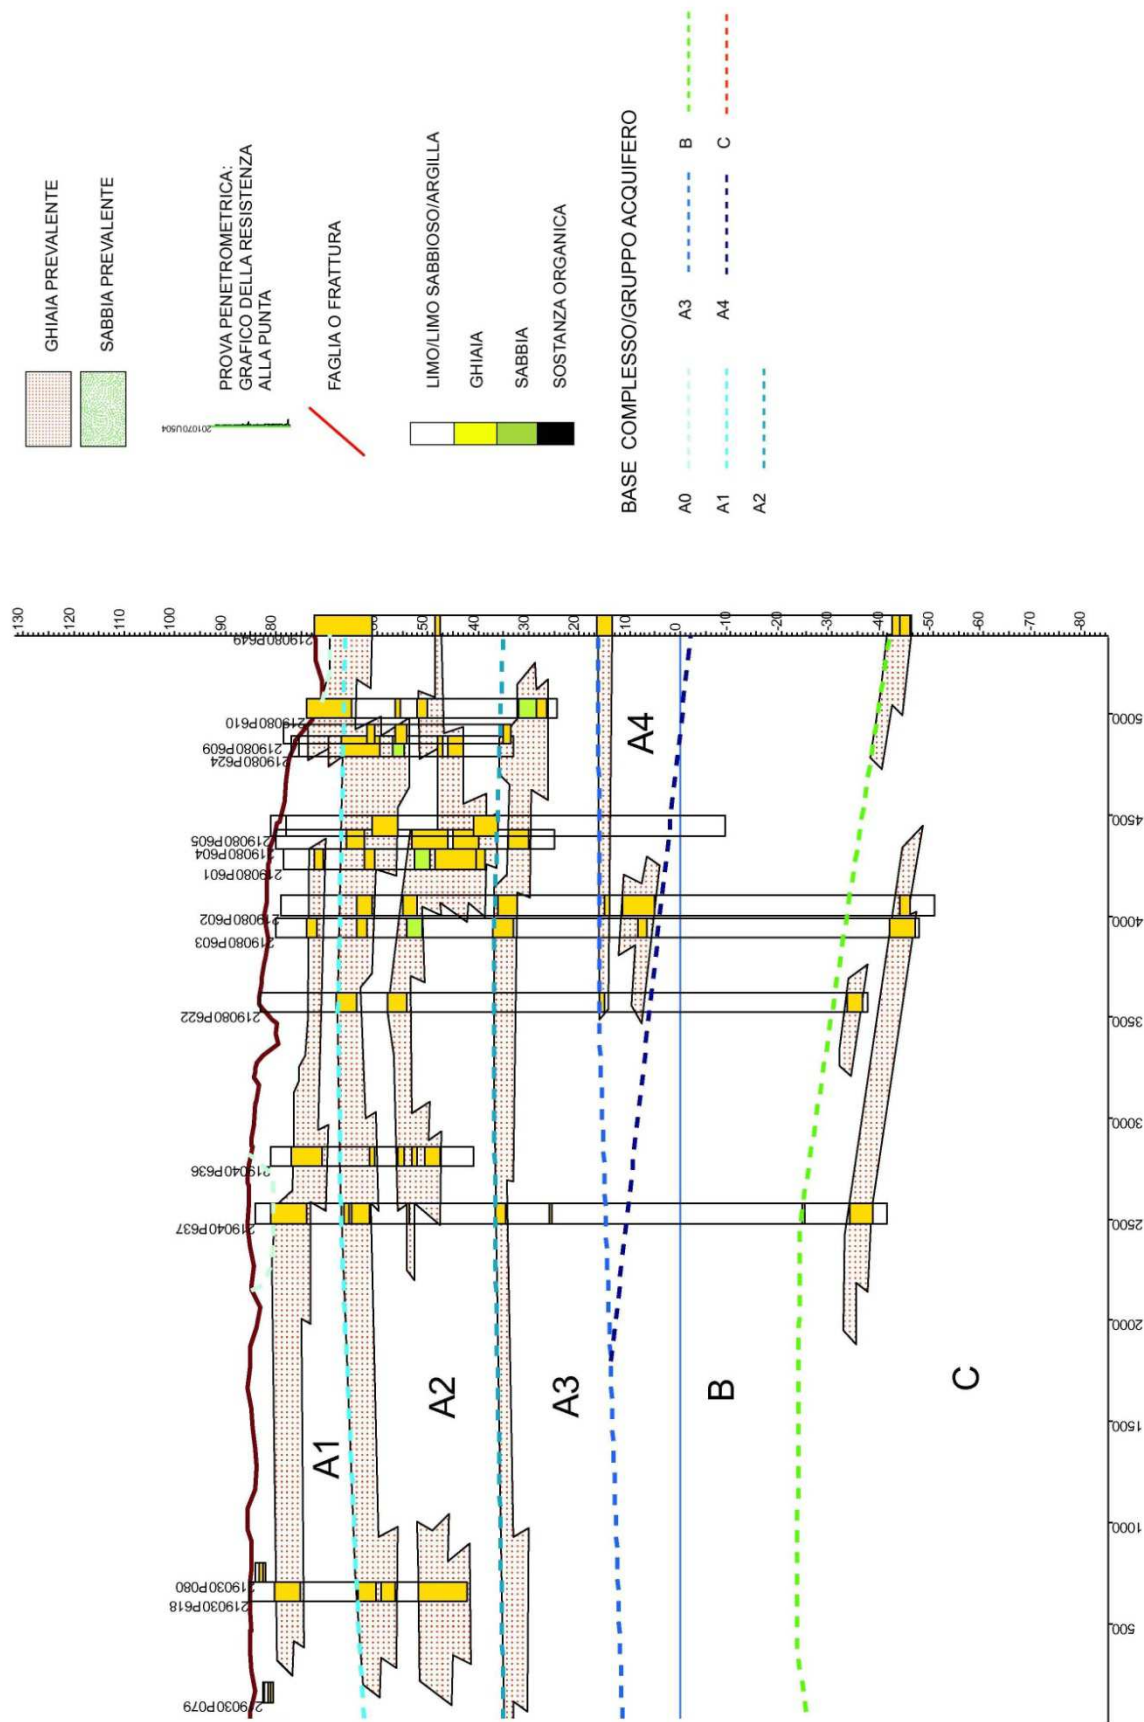 GHIAIA PREVALENTE
SABBIA PREVALENTE
201070U504
PROVA PENETROMETRICA:
GRAFICO DELLA RESISTENZA
ALLA PUNTA
FAGLIA O FRATTURA
LIMO/LIMO SABBIOSO/ARGILLA
GHIAIA
SABBIA
SOSTANZA ORGANICA
BASE COMPLESSO/GRUPPO ACQUIFERO
A0
A3
B
A1
A4
C
A2
130
120
110
100
90
80
60
50
40
30
20
10
0
-10
-20
-30
-40
-50
-60
-70
-80
219030P079
219030P618
219030P080
219040P637
219040P636
219080P622
219080P603
219080P602
219080P601
219080P604
219080P605
219080P624
219080P609
219080P610
219080P649
A1
A2
A3
A4
B
C
500
1000
1500
2000
2500
3000
3500
4000
4500
5000